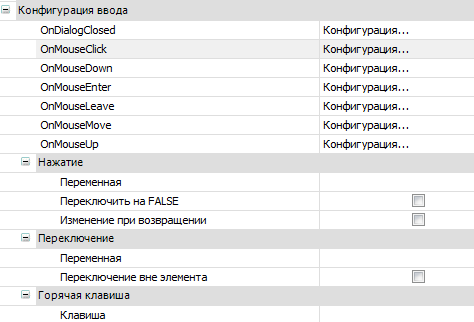 Конфигурация ввода
OnDialogClosed Конфигурация...
OnMouseClick Конфигурация...
OnMouseDown Конфигурация...
OnMouseEnter Конфигурация...
OnMouseLeave Конфигурация...
OnMouseMove Конфигурация...
OnMouseUp Конфигурация...
Нажатие
Переменная
Переключить на FALSE
Изменение при возвращении
Переключение
Переменная
Переключение вне элемента
Горячая клавиша
Клавиша